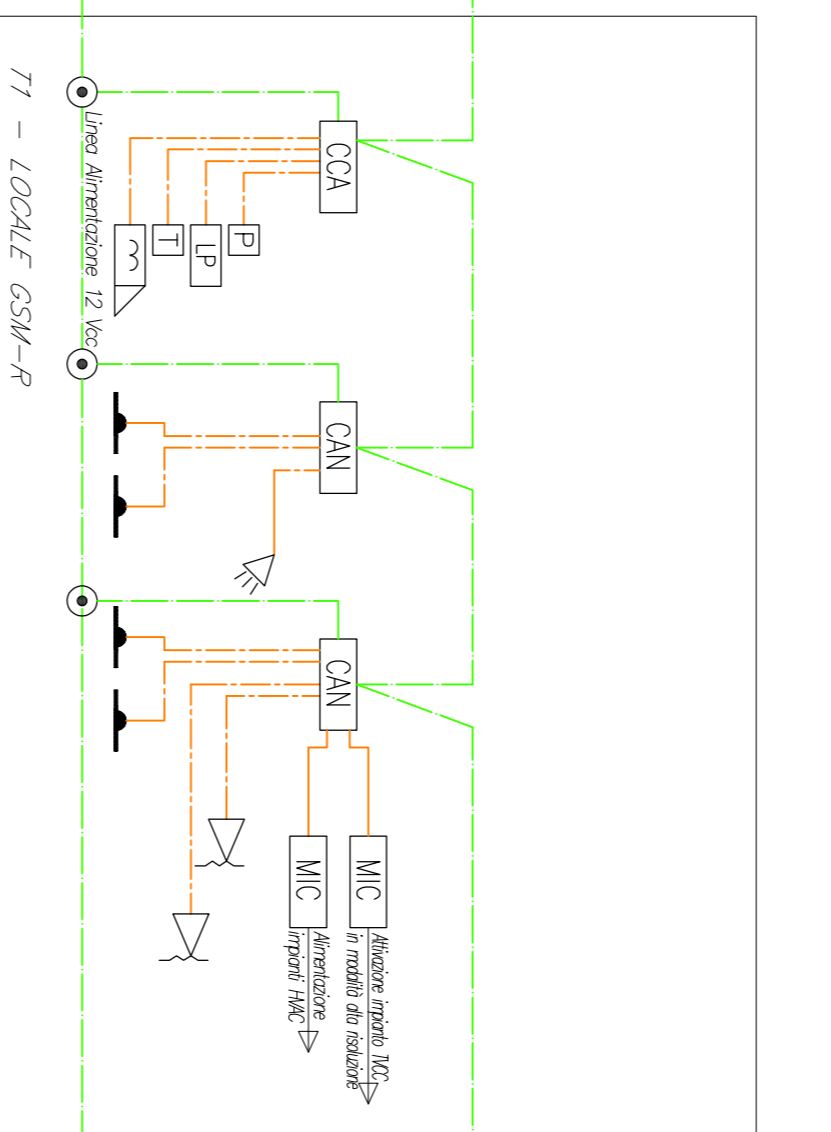 T1 - LOCALE GSM-R
Linea Alimentazione 12 Vcc
CCA
P
LP
T
CAN
CAN
MIC
Attivazione impianto TVCC
in modalità alta risoluzione
MIC
Alimentazione
impianti HVAC